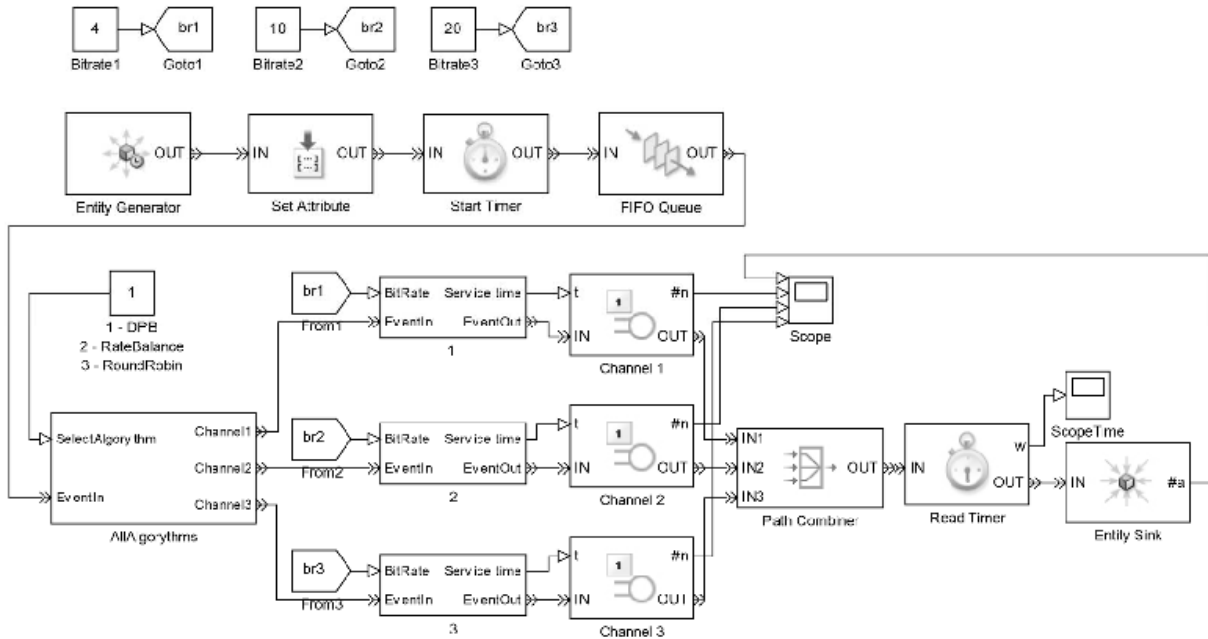 4
br1
10
br2
20
br3
Bitrate1
Goto1
Bitrate2
Goto2
Bitrate3
Goto3
OUT
IN
OUT
IN
OUT
IN
OUT
Entity Generator
Set Attribute
Start Timer
FIFO Queue
1
1 - DPB
2 - RateBalance
3 - RoundRobin
br1
From1
BitRate
Service time
EventIn
EventOut
1
t
1
#n
IN
OUT
Channel 1
Scope
SelectAlgorythm
EventIn
Channel1
Channel2
Channel3
AllAlgorythms
br2
From2
BitRate
Service time
EventIn
EventOut
2
t
1
#n
IN
OUT
Channel 2
br3
From3
BitRate
Service time
EventIn
EventOut
3
t
1
#n
IN
OUT
Channel 3
IN1
IN2
IN3
OUT
Path Combiner
IN
w
OUT
Read Timer
ScopeTime
IN
#a
Entity Sink